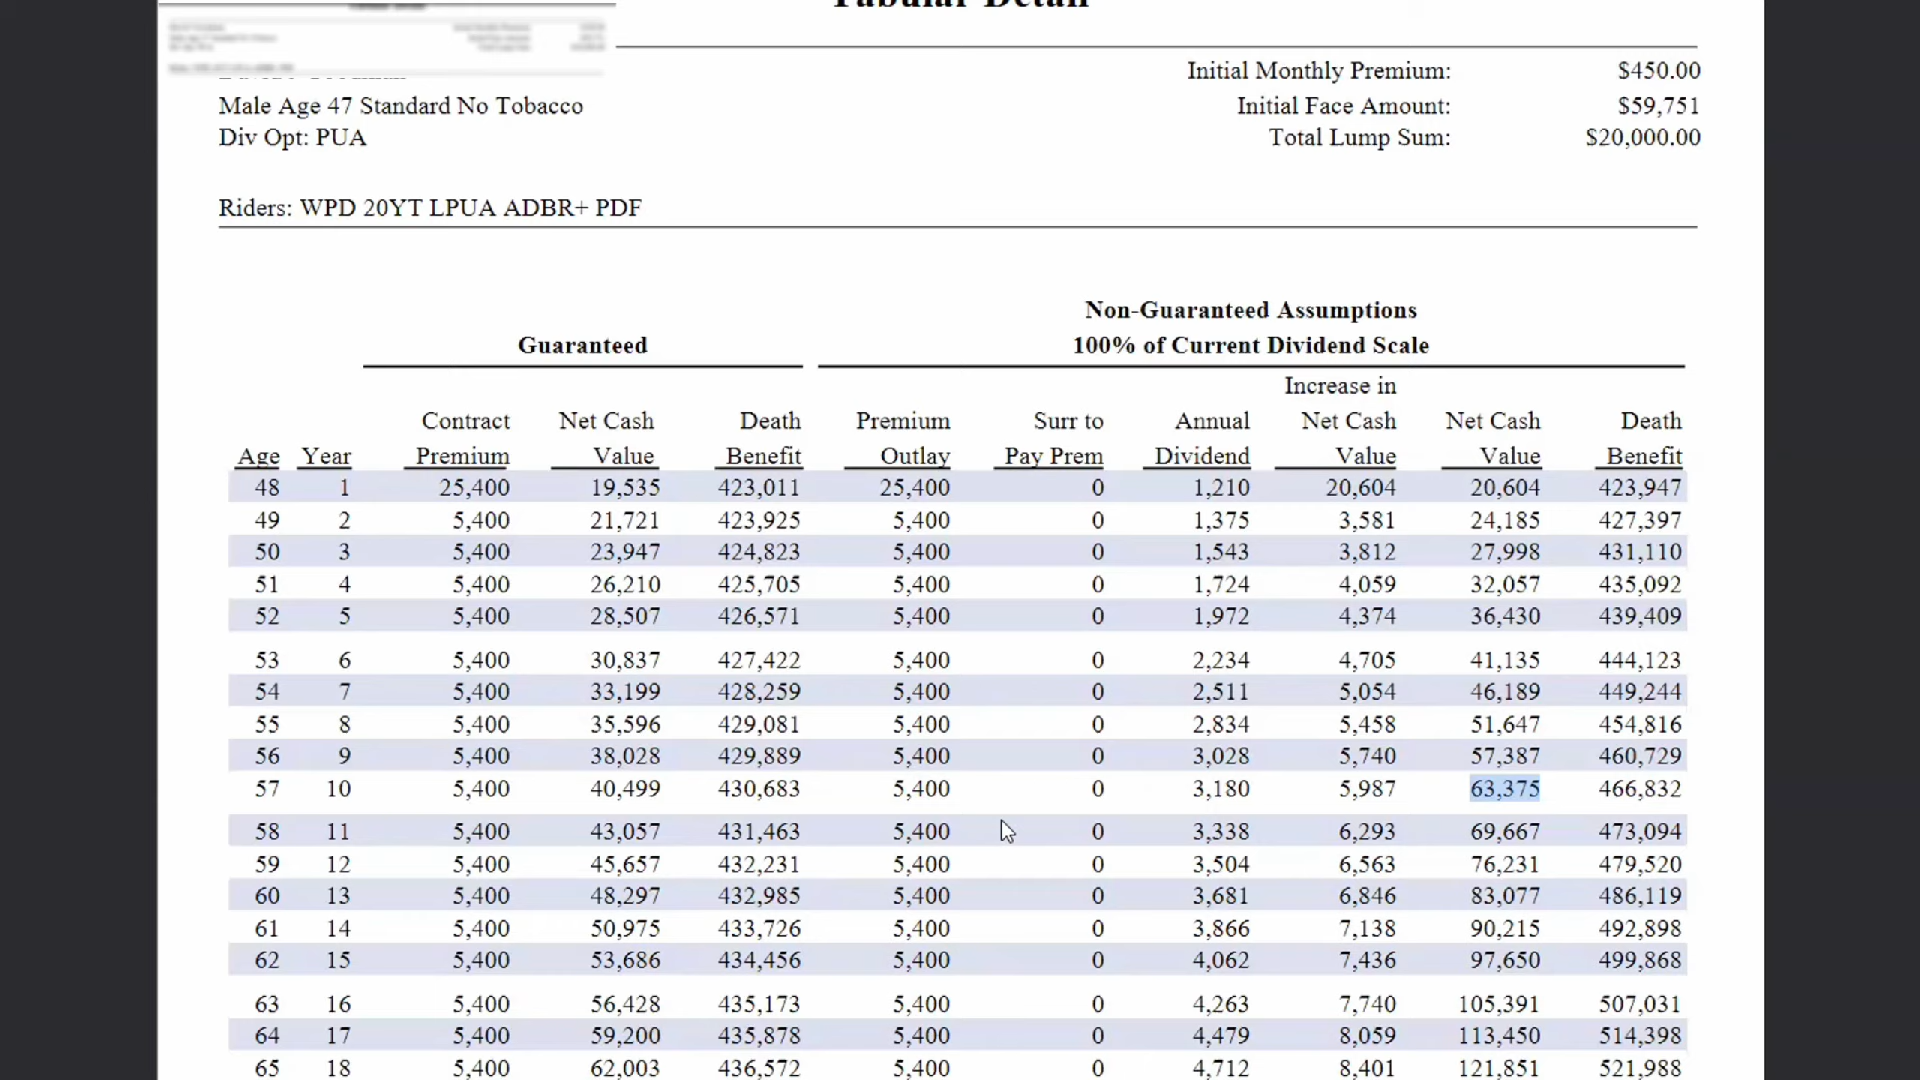 Tabular Detail
Initial Monthly Premium: $450.00
Male Age 47 Standard No Tobacco Initial Face Amount: $59,751
Div Opt: PUA Total Lump Sum: $20,000.00
Riders: WPD 20YT LPUA ADBR+ PDF
Non-Guaranteed Assumptions
Guaranteed 100% of Current Dividend Scale
Increase in
Contract Net Cash Death Premium Surr to Annual Net Cash Net Cash Death
Age Year Premium Value Benefit Outlay Pay Prem Dividend Value Value Benefit
48 1 25,400 19,535 423,011 25,400 0 1,210 20,604 20,604 423,947
49 2 5,400 21,721 423,925 5,400 0 1,375 3,581 24,185 427,397
50 3 5,400 23,947 424,823 5,400 0 1,543 3,812 27,998 431,110
51 4 5,400 26,210 425,705 5,400 0 1,724 4,059 32,057 435,092
52 5 5,400 28,507 426,571 5,400 0 1,972 4,374 36,430 439,409
53 6 5,400 30,837 427,422 5,400 0 2,234 4,705 41,135 444,123
54 7 5,400 33,199 428,259 5,400 0 2,511 5,054 46,189 449,244
55 8 5,400 35,596 429,081 5,400 0 2,834 5,458 51,647 454,816
56 9 5,400 38,028 429,889 5,400 0 3,028 5,740 57,387 460,729
57 10 5,400 40,499 430,683 5,400 0 3,180 5,987 63,375 466,832
58 11 5,400 43,057 431,463 5,400 0 3,338 6,293 69,667 473,094
59 12 5,400 45,657 432,231 5,400 0 3,504 6,563 76,231 479,520
60 13 5,400 48,297 432,985 5,400 0 3,681 6,846 83,077 486,119
61 14 5,400 50,975 433,726 5,400 0 3,866 7,138 90,215 492,898
62 15 5,400 53,686 434,456 5,400 0 4,062 7,436 97,650 499,868
63 16 5,400 56,428 435,173 5,400 0 4,263 7,740 105,391 507,031
64 17 5,400 59,200 435,878 5,400 0 4,479 8,059 113,450 514,398
65 18 5,400 62,003 436,572 5,400 0 4,712 8,401 121,851 521,988